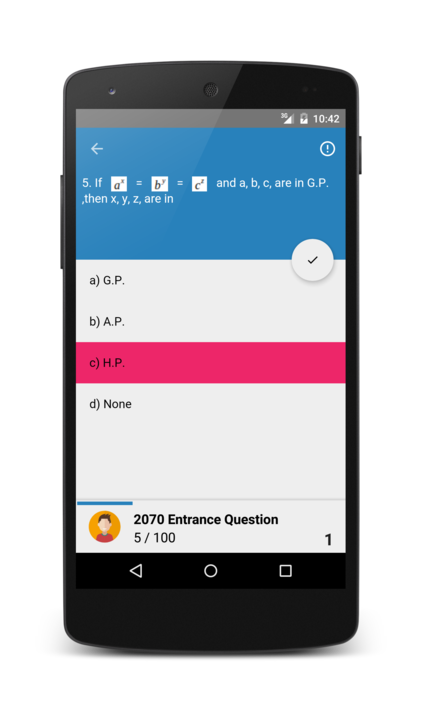 3G 10:42
5. If a^x = b^y = c^z and a, b, c, are in G.P.
,then x, y, z, are in
a) G.P.
b) A.P.
c) H.P.
d) None
2070 Entrance Question
5 / 100
1